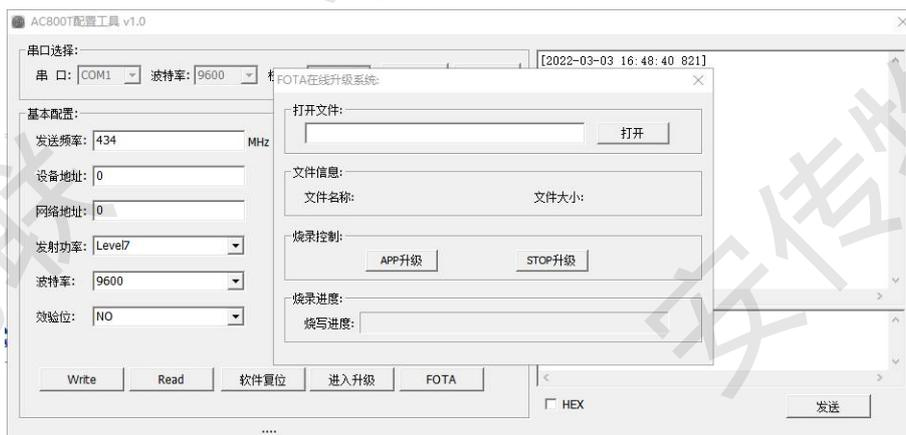 AC800T配置工具 v1.0
串口选择:
串 口: COM1 波特率: 9600
[2022-03-03 16:48:40 821]
FOTA在线升级系统:
打开文件:
打开
基本配置:
发送频率: 434 MHz
设备地址: 0
文件信息:
文件名称: 文件大小:
网络地址: 0
烧录控制:
发射功率: Level7
APP升级 STOP升级
波特率: 9600
烧录进度:
烧写进度:
效验位: NO
Write Read 软件复位 进入升级 FOTA
HEX 发送
....
安传物
联